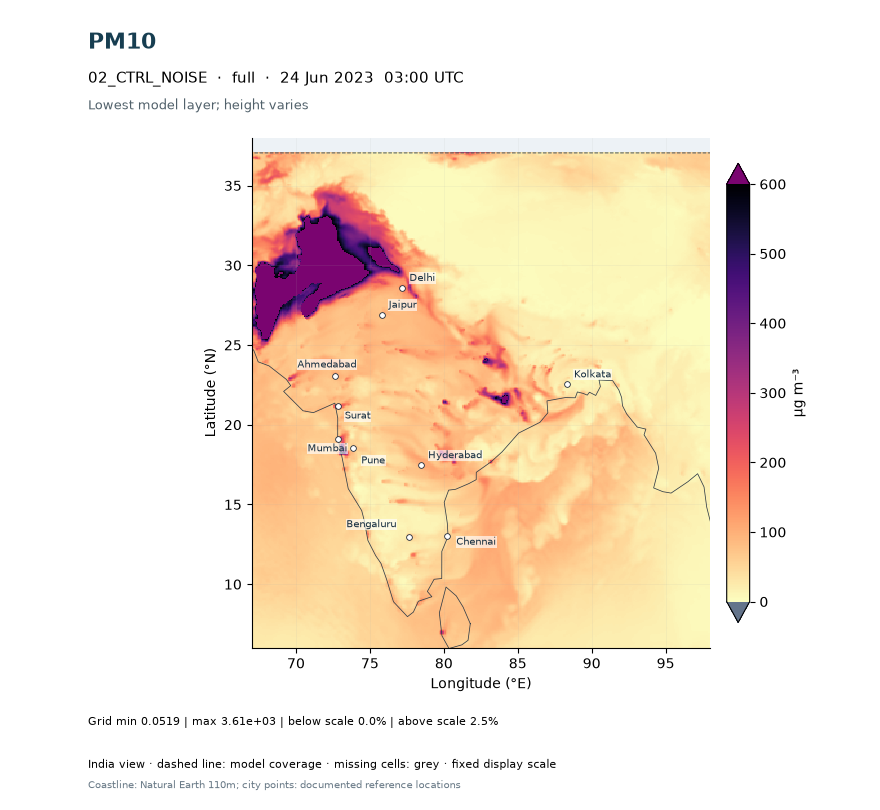 PM10
02_CTRL_NOISE · full · 24 Jun 2023 03:00 UTC
Lowest model layer; height varies
35
30
25
20
15
10
Latitude (°N)
70
75
80
85
90
95
Longitude (°E)
Delhi
Jaipur
Ahmedabad
Kolkata
Surat
Mumbai
Pune
Hyderabad
Bengaluru
Chennai
600
500
400
300
200
100
0
µg m⁻³
Grid min 0.0519 | max 3.61e+03 | below scale 0.0% | above scale 2.5%
India view · dashed line: model coverage · missing cells: grey · fixed display scale
Coastline: Natural Earth 110m; city points: documented reference locations